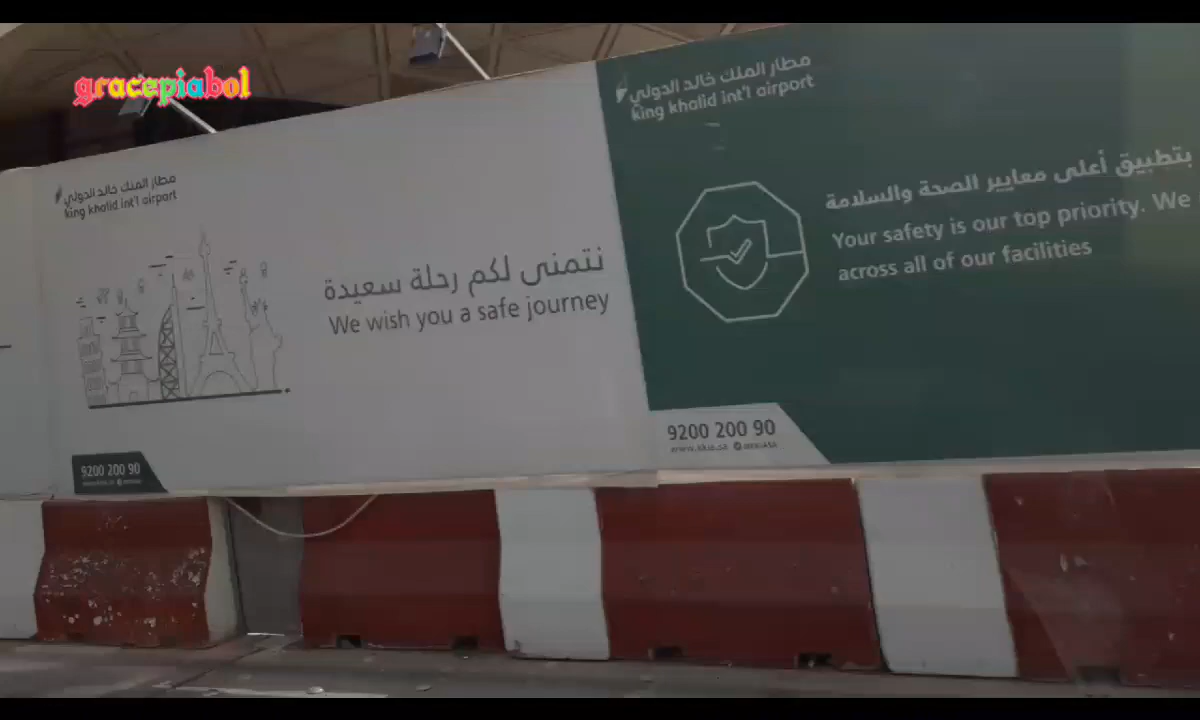 gracepiabol
مطار الملك خالد الدولي
king khalid int'l airport
نتمنى لكم رحلة سعيدة
We wish you a safe journey
9200 200 90
مطار الملك خالد الدولي
king khalid int'l airport
بتطبيق أعلى معايير الصحة والسلامة
Your safety is our top priority. We
across all of our facilities
9200 200 90